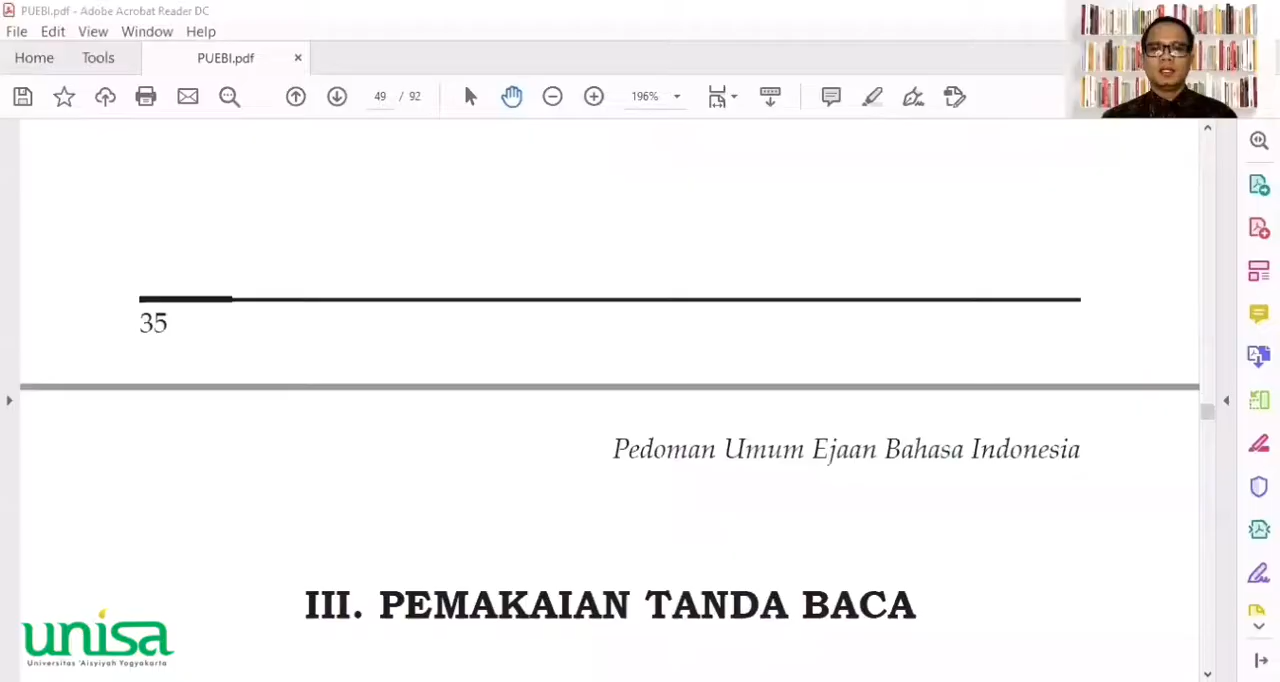 PUEBI.pdf - Adobe Acrobat Reader DC
File Edit View Window Help
Home Tools PUEBI.pdf ×
49 / 92 196%
35
Pedoman Umum Ejaan Bahasa Indonesia
III. PEMAKAIAN TANDA BACA
unisa
Universitas 'Aisyiyah Yogyakarta